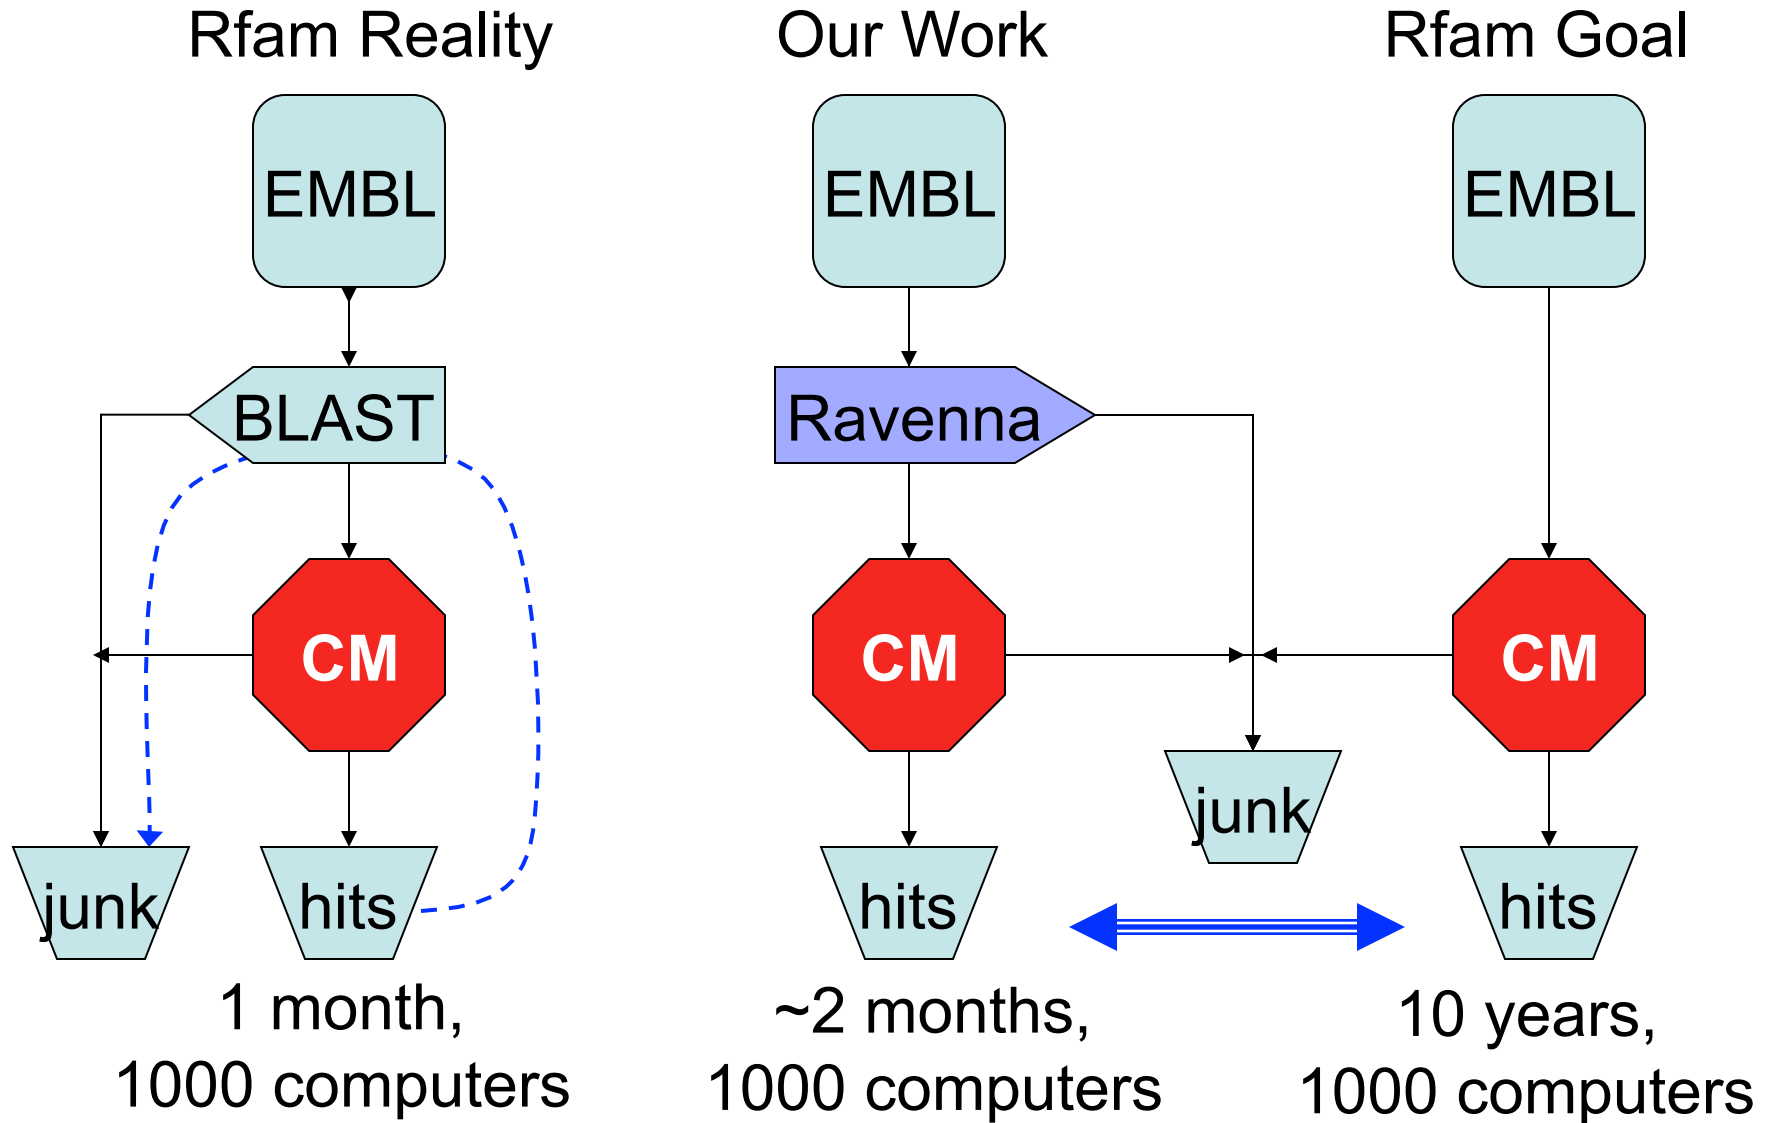 Rfam Reality
Our Work
Rfam Goal
EMBL
EMBL
EMBL
BLAST
Ravenna
CM
CM
CM
junk
junk
hits
hits
hits
1 month,
1000 computers
~2 months,
1000 computers
10 years,
1000 computers